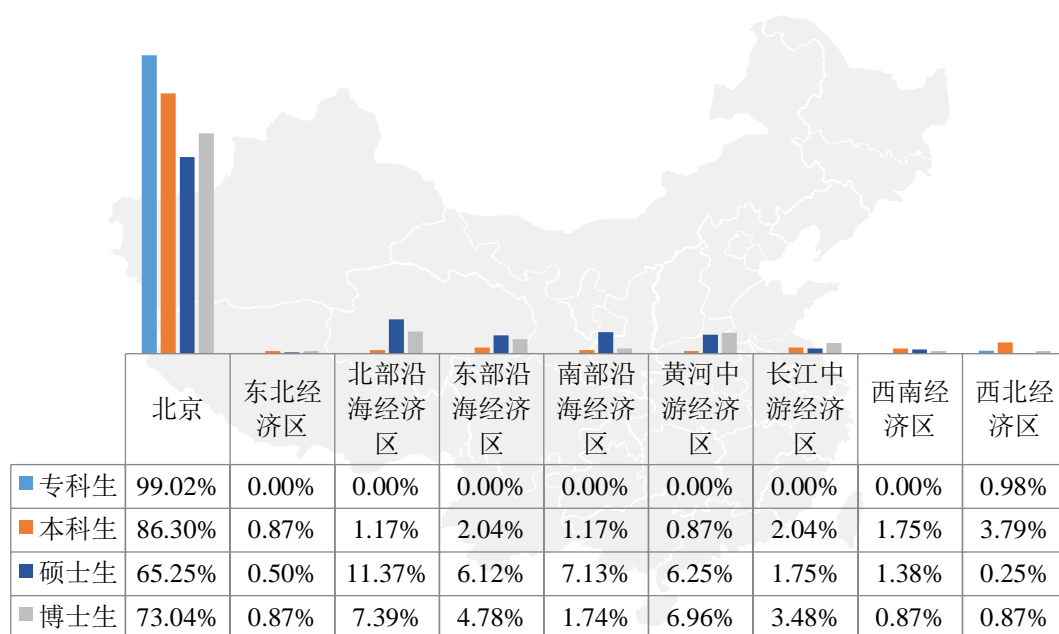 北京 东北经济区 北部沿海经济区 东部沿海经济区 南部沿海经济区 黄河中游经济区 长江中游经济区 西南经济区 西北经济区
专科生 99.02% 0.00% 0.00% 0.00% 0.00% 0.00% 0.00% 0.00% 0.98%
本科生 86.30% 0.87% 1.17% 2.04% 1.17% 0.87% 2.04% 1.75% 3.79%
硕士生 65.25% 0.50% 11.37% 6.12% 7.13% 6.25% 1.75% 1.38% 0.25%
博士生 73.04% 0.87% 7.39% 4.78% 1.74% 6.96% 3.48% 0.87% 0.87%